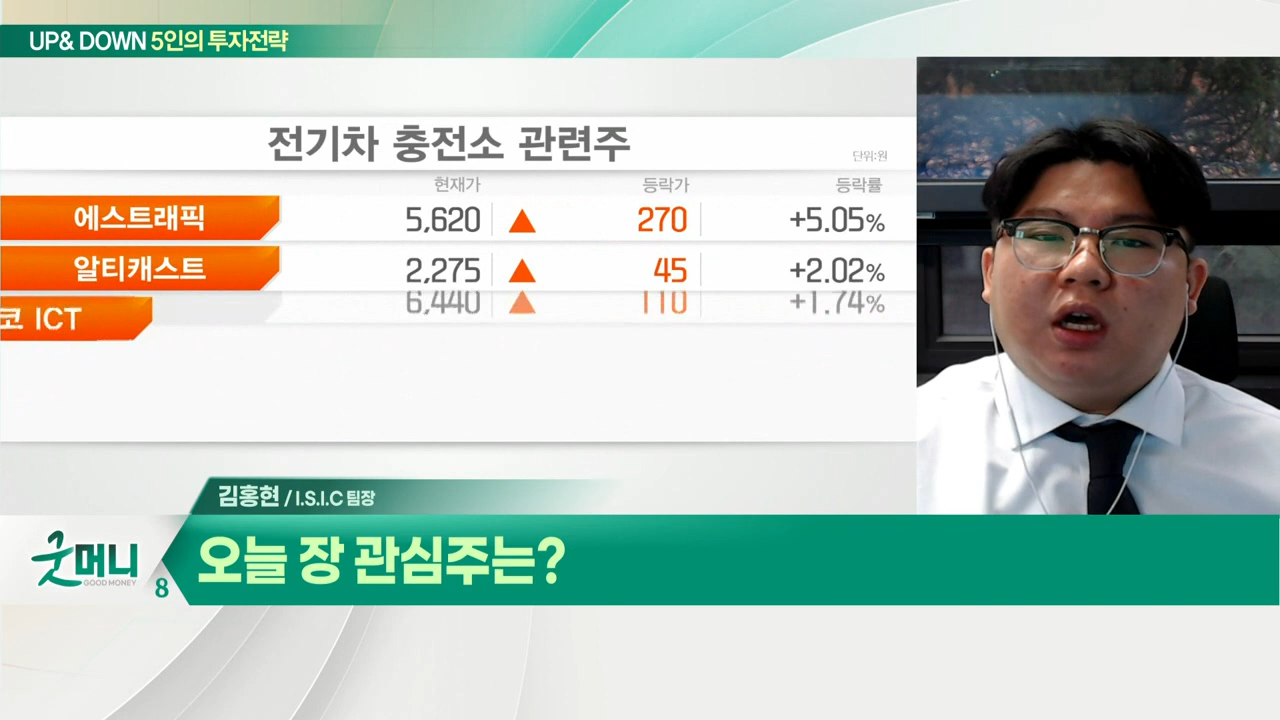 UP& DOWN 5인의 투자전략
전기차 충전소 관련주
단위:원
현재가 등락가 등락률
에스트래픽 5,620 ▲ 270 +5.05%
알티캐스트 2,275 ▲ 45 +2.02%
코 ICT 6,440 ▲ 110 +1.74%
김홍현 / I.S.I.C 팀장
굿머니
GOOD MONEY
8
오늘 장 관심주는?